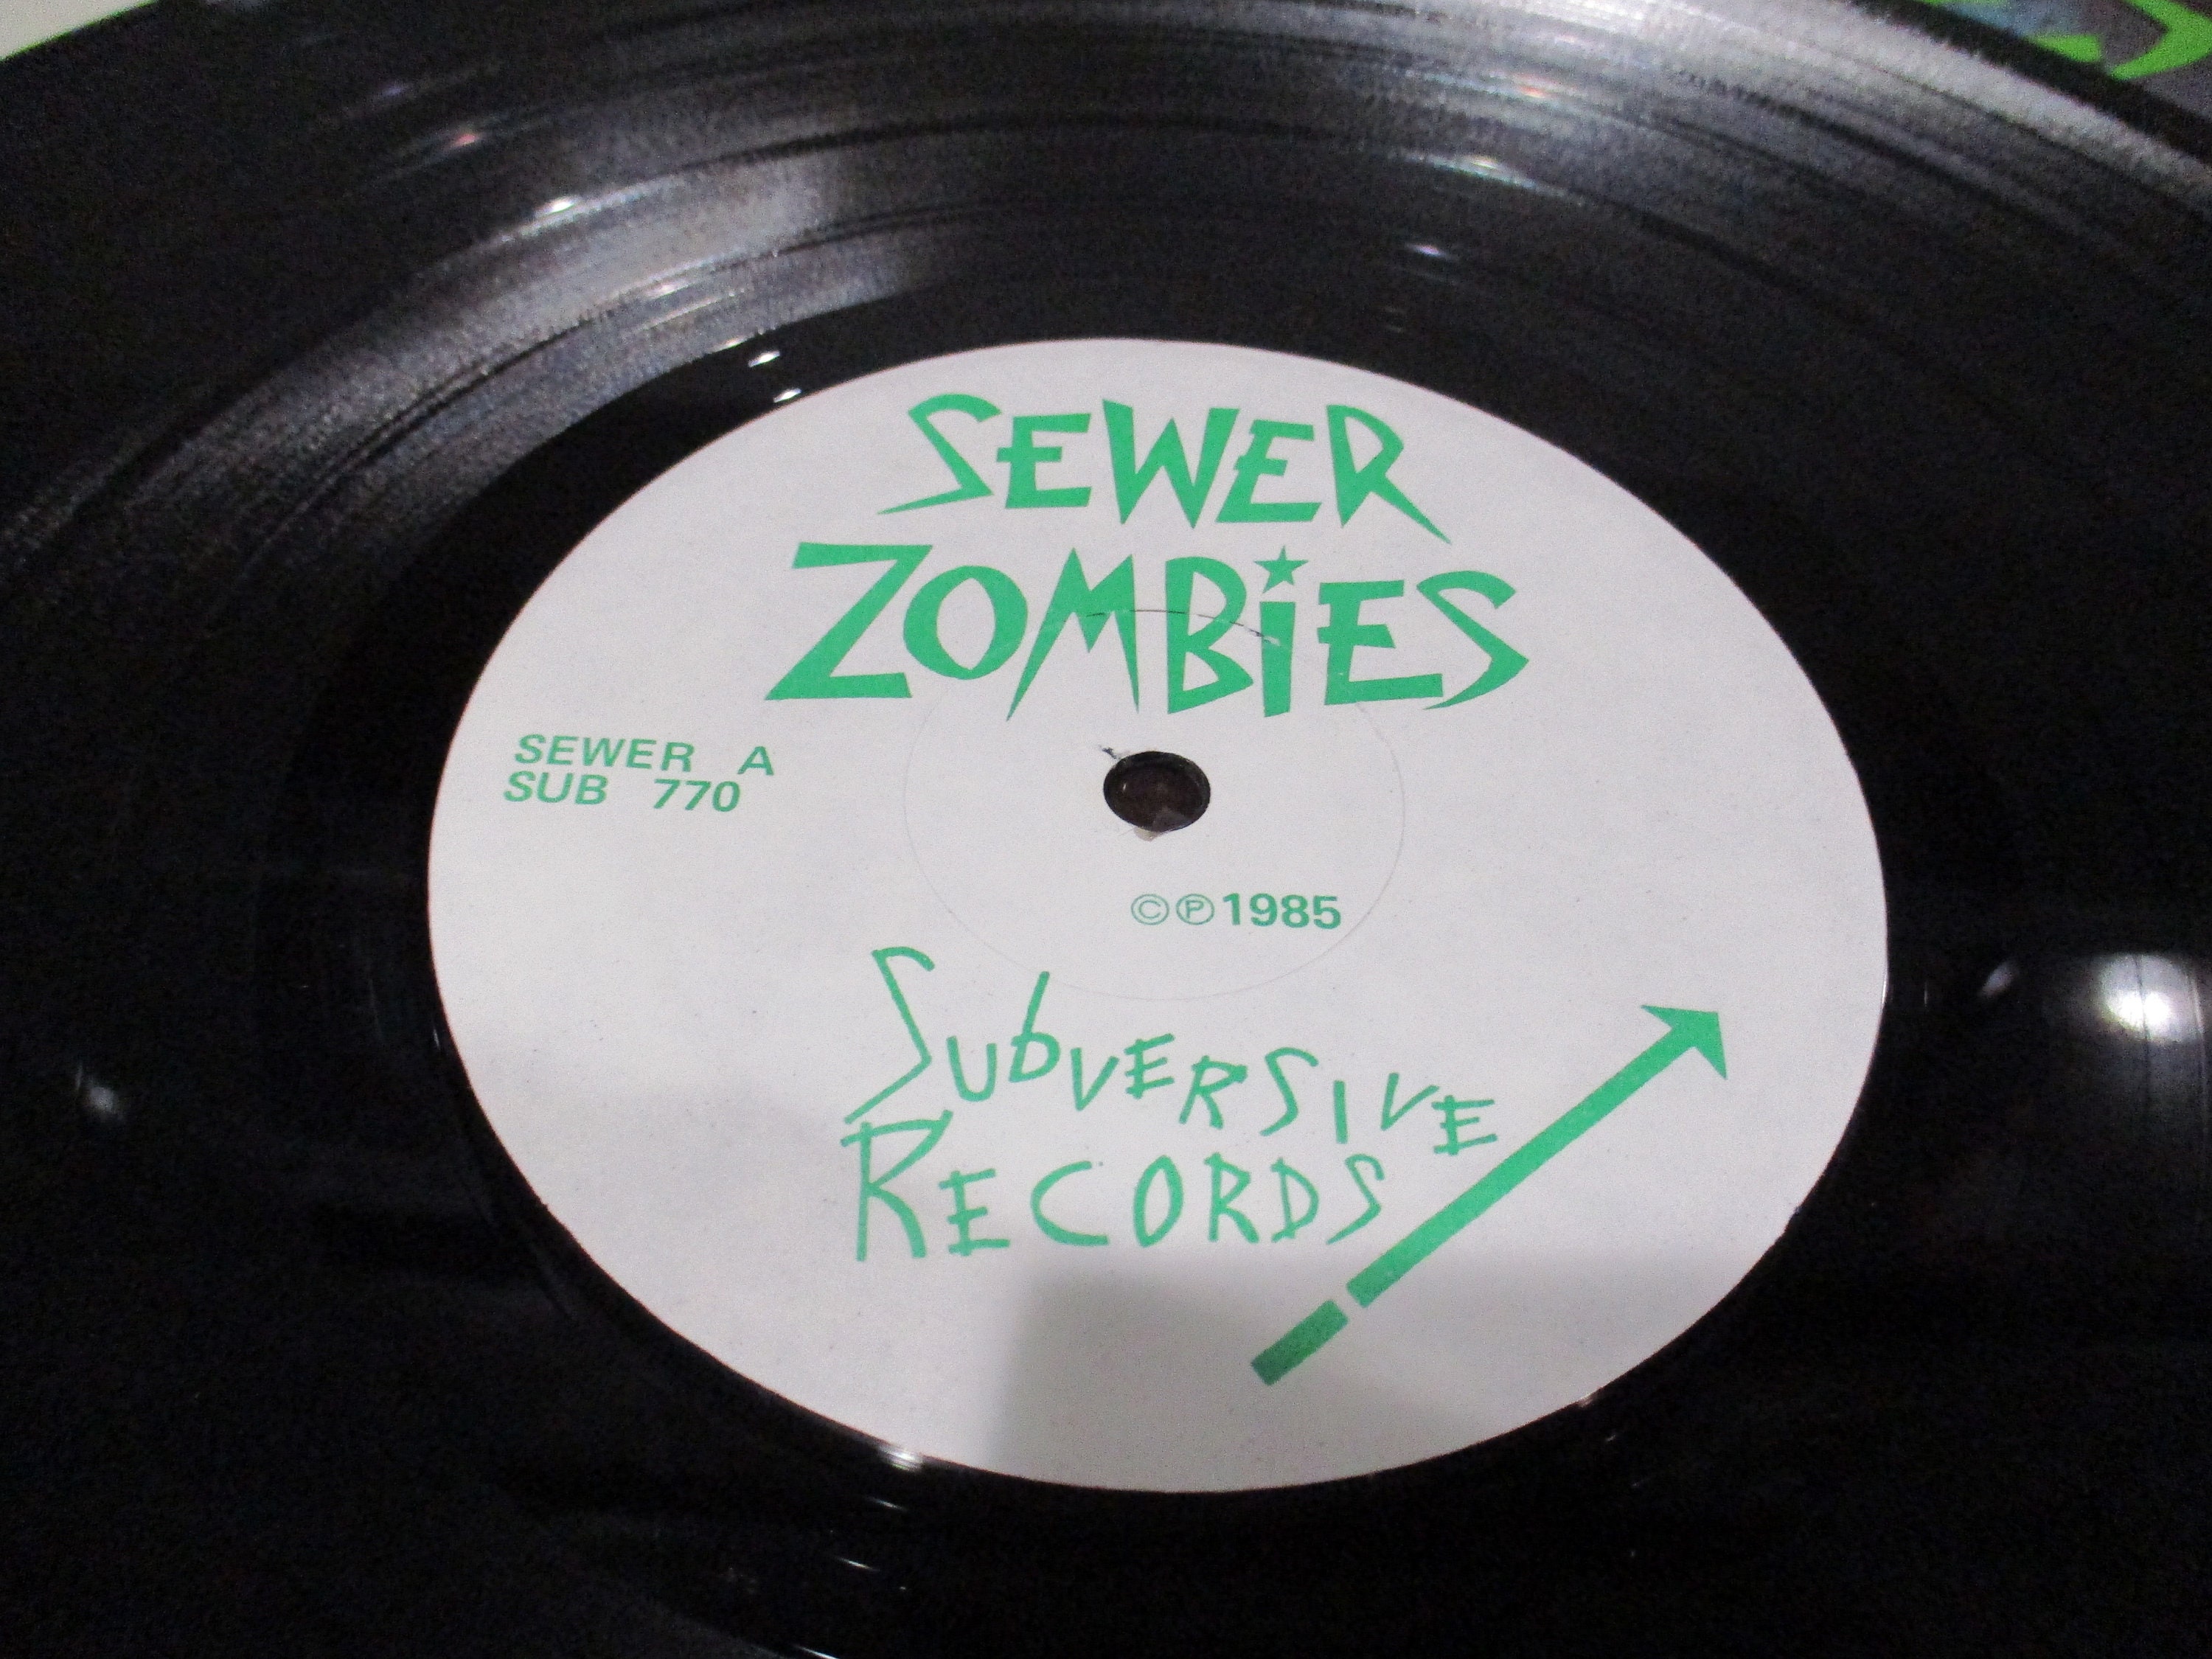 SEWER
ZOMBiES
SEWER A
SUB 770
©℗1985
SubVERSIVE
RECORDS